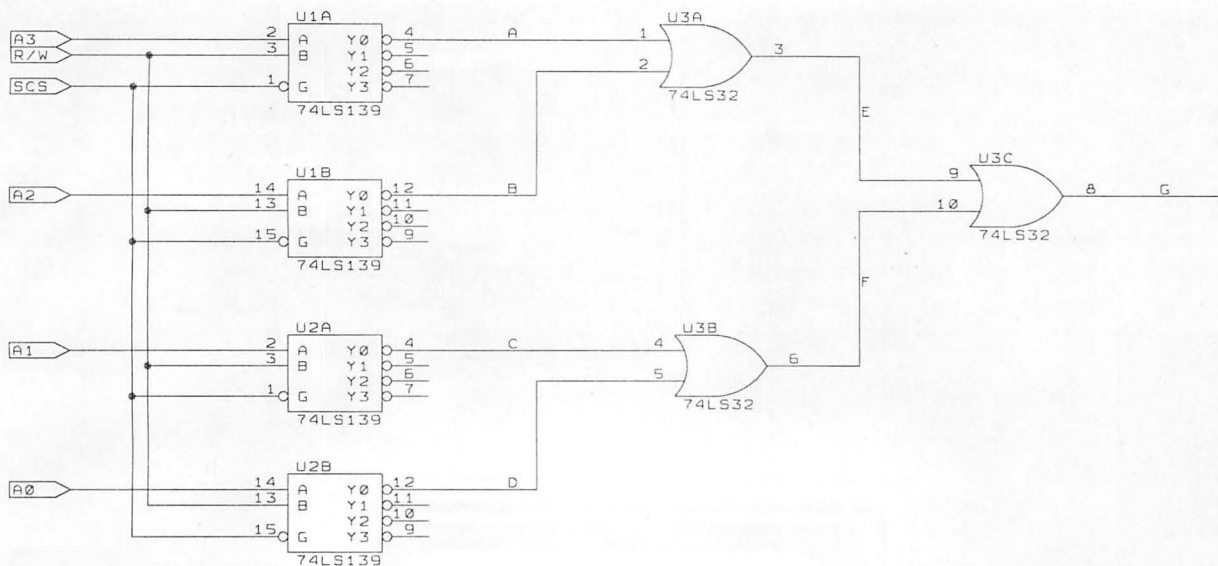 U1A
A3
R/W
SCS
2 A Y0 4 A
3 B Y1 5
Y2 6
1 G Y3 7
74LS139
U3A
1
2
3
74LS32
E
U1B
A2
14 A Y0 12 B
13 B Y1 11
Y2 10
15 G Y3 9
74LS139
U3C
9
10
8 G
74LS32
F
U2A
A1
2 A Y0 4 C
3 B Y1 5
Y2 6
1 G Y3 7
74LS139
U3B
4
5
6
74LS32
U2B
A0
14 A Y0 12 D
13 B Y1 11
Y2 10
15 G Y3 9
74LS139